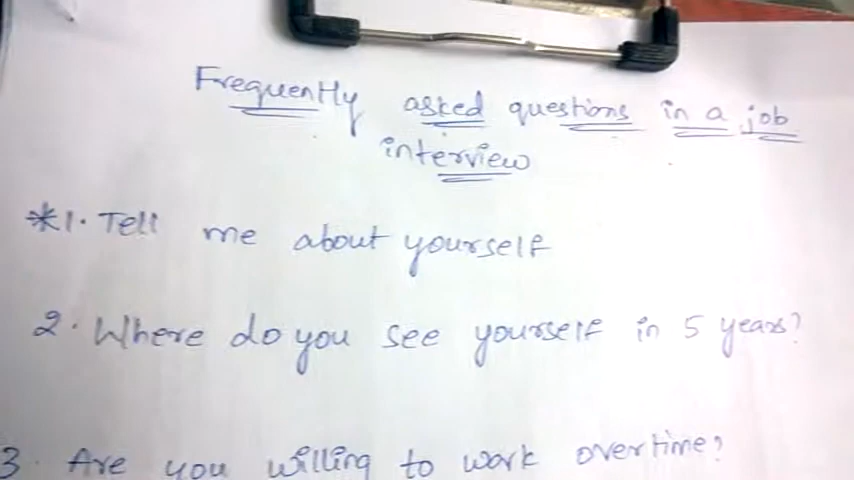 Frequently asked questions in a job
interview
*1. Tell me about yourself
2. Where do you see yourself in 5 years?
3. Are you willing to work overtime?